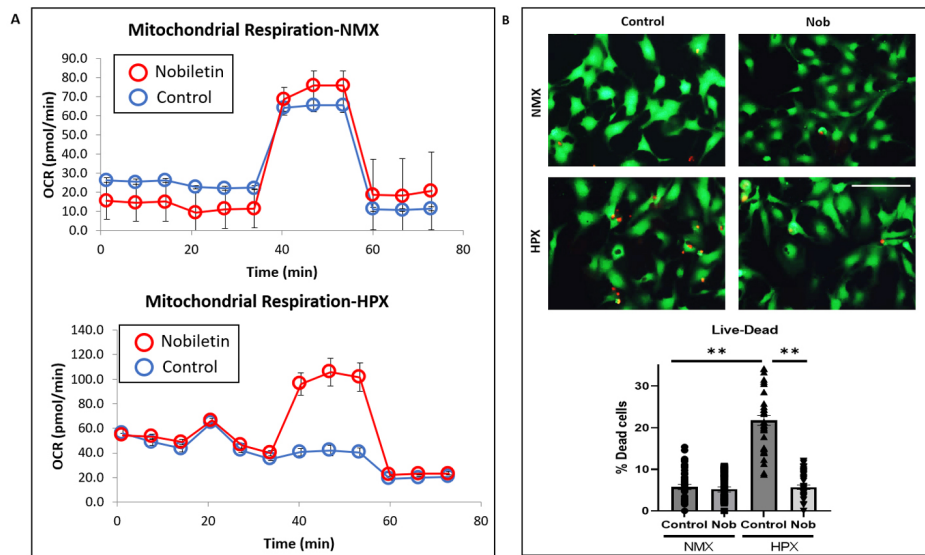 A
Mitochondrial Respiration-NMX
90.0
80.0
70.0
60.0
50.0
40.0
30.0
20.0
10.0
0.0
OCR (pmol/min)
Nobiletin
Control
0 20 40 60 80
Time (min)
Mitochondrial Respiration-HPX
140.0
120.0
100.0
80.0
60.0
40.0
20.0
0.0
OCR (pmol/min)
Nobiletin
Control
0 20 40 60 80
Time (min)
B
Control Nob
NMX
HPX
Live-Dead
** **
30
20
10
0
% Dead cells
Control Nob Control Nob
NMX HPX